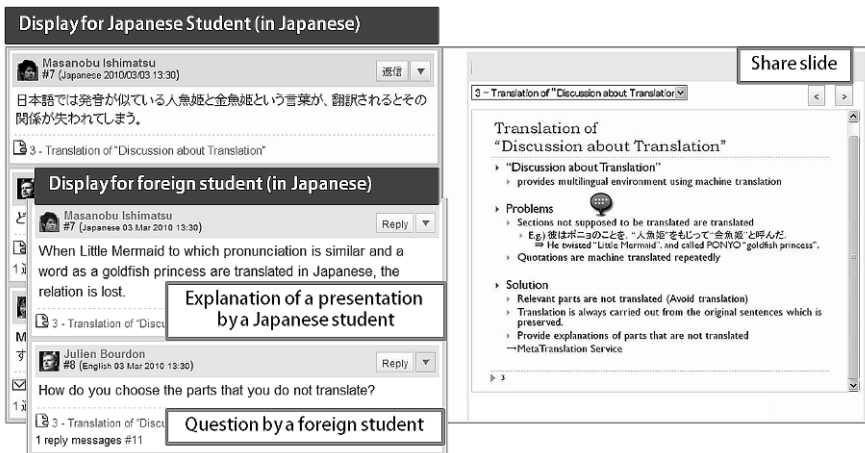 Display for Japanese Student (in Japanese)
Masanobu Ishimatsu
#7 (Japanese 2010/03/03 13:30)
返信
日本語では発音が似ている人魚姫と金魚姫という言葉が、翻訳されるとその
関係が失われてしまう。
3 - Translation of "Discussion about Translation"
Display for foreign student (in Japanese)
ど
1
M
す
1
Masanobu Ishimatsu
#7 (Japanese 03 Mar 2010 13:30)
Reply
When Little Mermaid to which pronunciation is similar and a
word as a goldfish princess are translated in Japanese, the
relation is lost.
3 - Translation of "Discu
Explanation of a presentation
by a Japanese student
Julien Bourdon
#8 (English 03 Mar 2010 13:30)
Reply
How do you choose the parts that you do not translate?
3 - Translation of "Discu
1 reply messages #11
Question by a foreign student
Share slide
3 - Translation of "Discussion about Translation
<
>
Translation of
"Discussion about Translation"
"Discussion about Translation"
provides multilingual environment using machine translation
Problems
Sections not supposed to be translated are translated
E.g.) 彼はポニョのことを, "人魚姫"をもじって"金魚姫"と呼んだ.
⇒ He twisted "Little Mermaid", and called PONYO "goldfish princess".
Quotations are machine translated repeatedly
Solution
Relevant parts are not translated (Avoid translation)
Translation is always carried out from the original sentences which is
preserved.
Provide explanations of parts that are not translated
→MetaTranslation Service
3